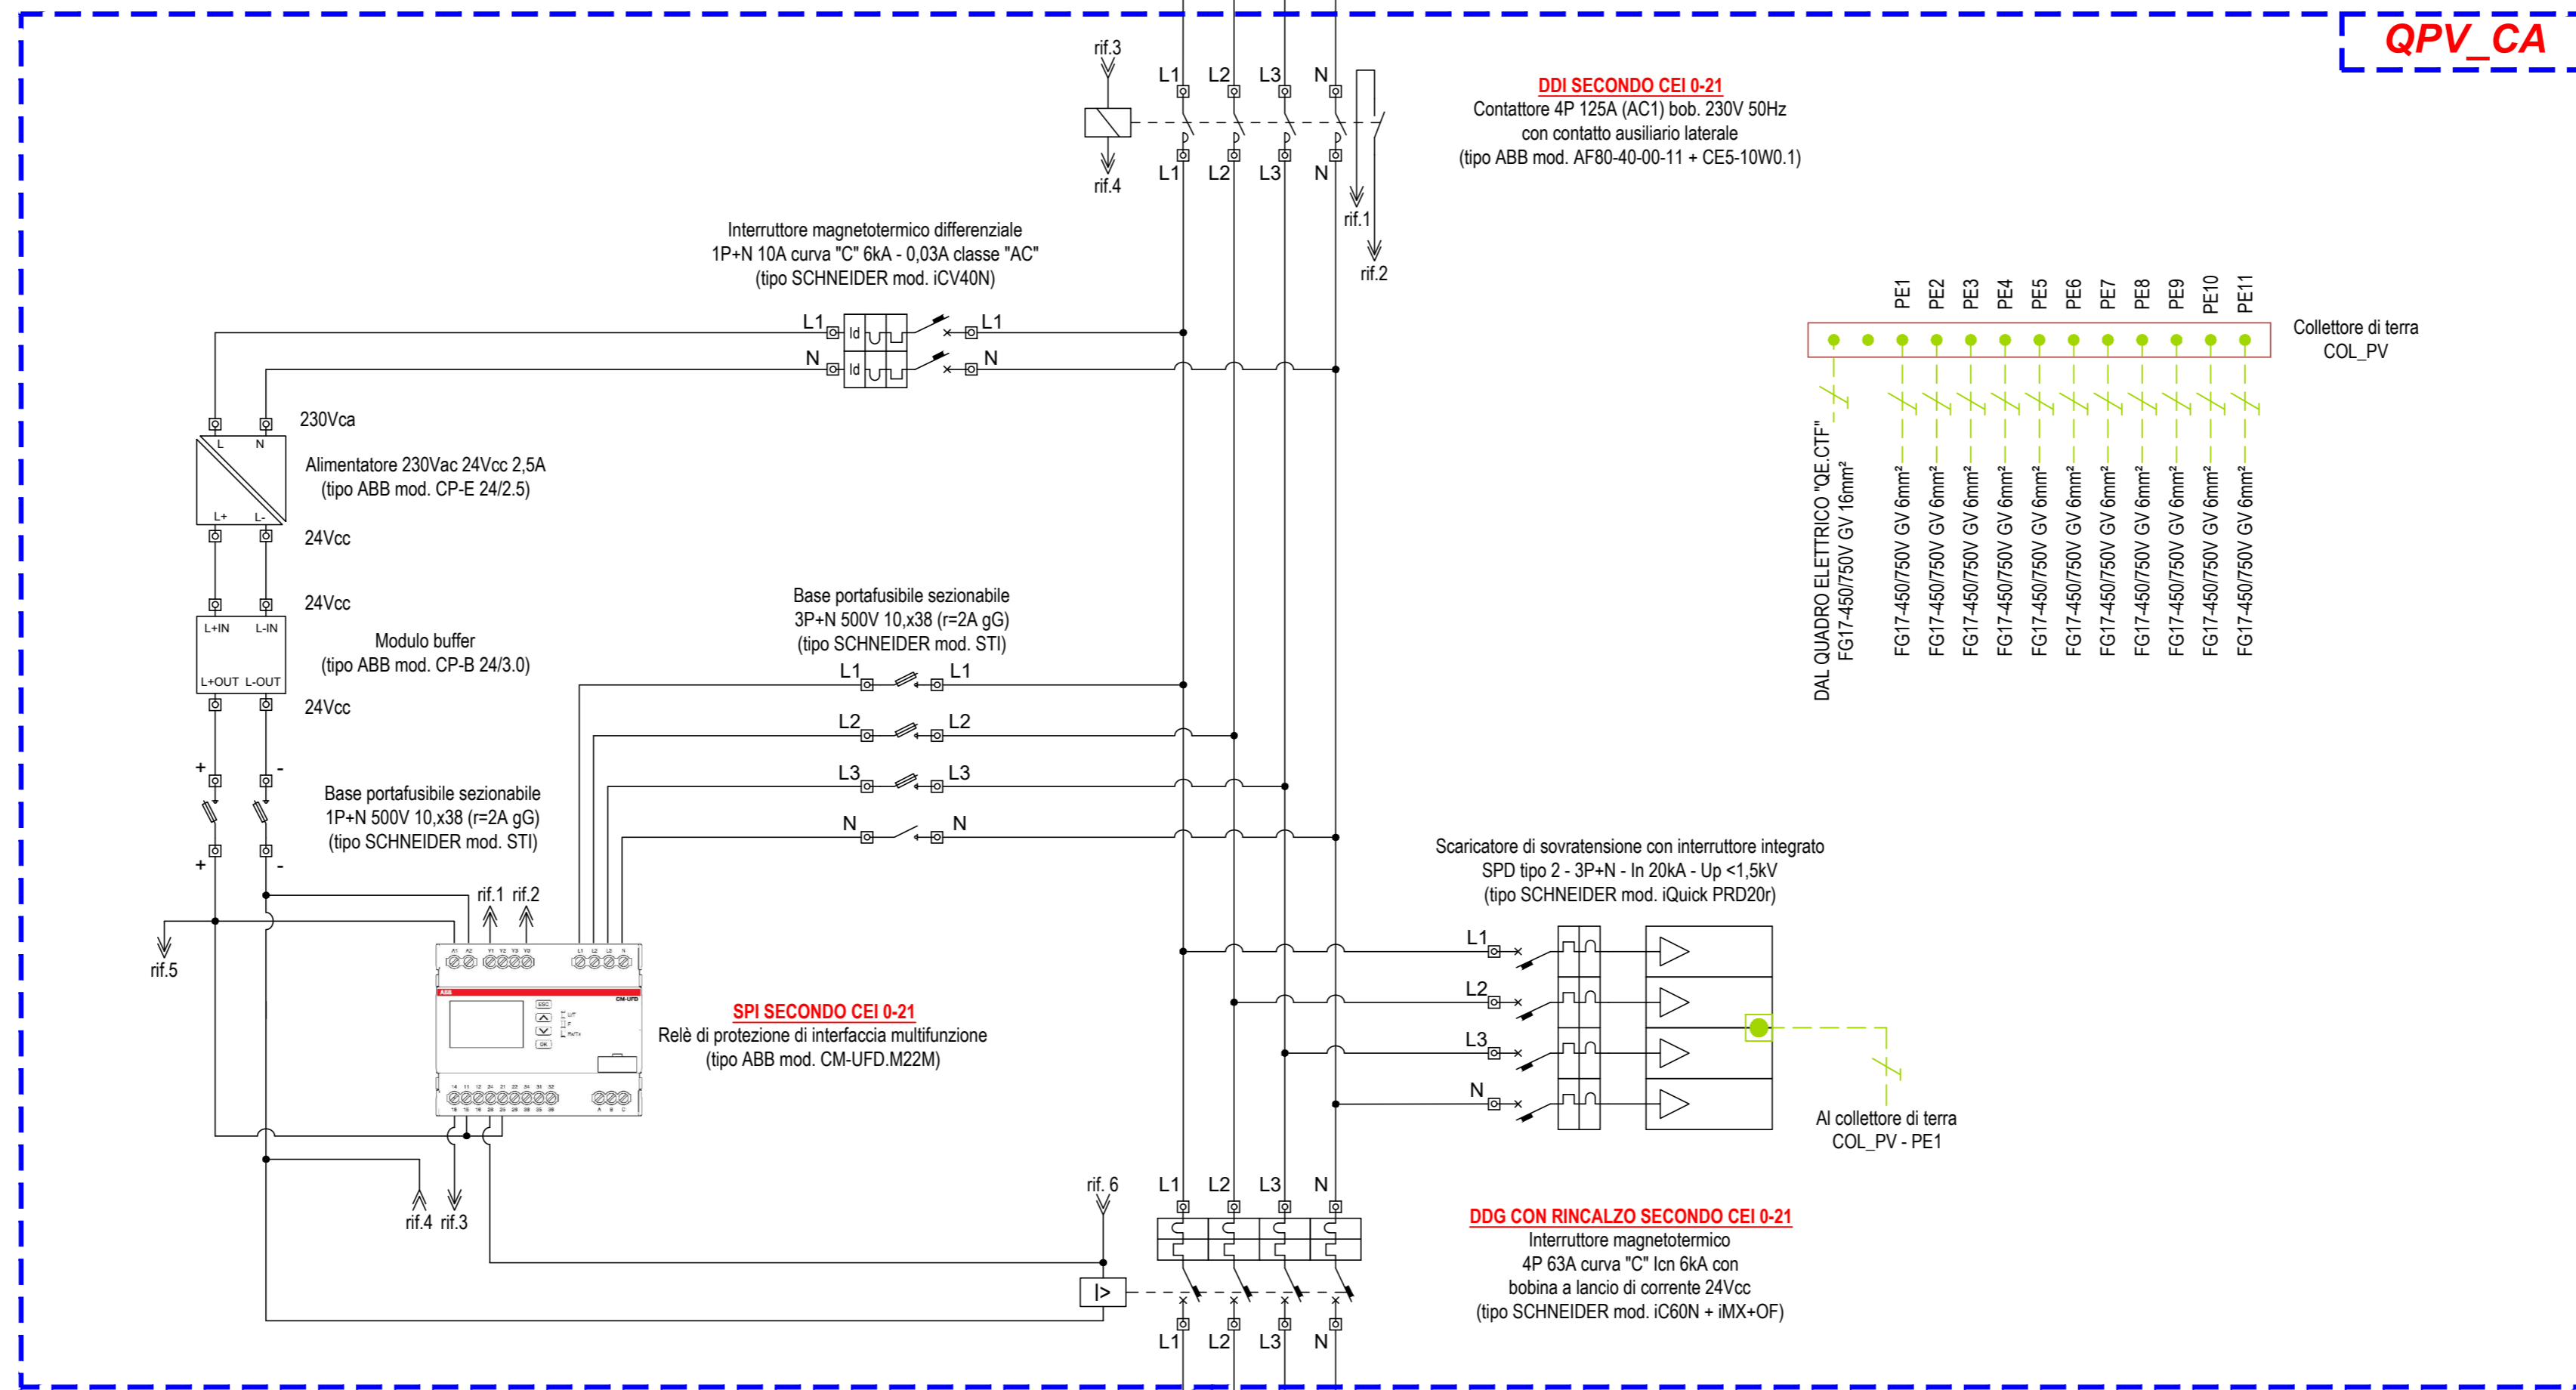 QPV_CA
rif.3
L1 L2 L3 N
rif.4
L1 L2 L3 N
rif.1
rif.2
DDI SECONDO CEI 0-21
Contattore 4P 125A (AC1) bob. 230V 50Hz
con contatto ausiliario laterale
(tipo ABB mod. AF80-40-00-11 + CE5-10W0.1)
Interruttore magnetotermico differenziale
1P+N 10A curva "C" 6kA - 0,03A classe "AC"
(tipo SCHNEIDER mod. iCV40N)
L1 Id L1
N Id N
PE1
PE2
PE3
PE4
PE5
PE6
PE7
PE8
PE9
PE10
PE11
Collettore di terra
COL_PV
DAL QUADRO ELETTRICO "QE.CTF"
FG17-450/750V GV 16mm²
FG17-450/750V GV 6mm²
FG17-450/750V GV 6mm²
FG17-450/750V GV 6mm²
FG17-450/750V GV 6mm²
FG17-450/750V GV 6mm²
FG17-450/750V GV 6mm²
FG17-450/750V GV 6mm²
FG17-450/750V GV 6mm²
FG17-450/750V GV 6mm²
FG17-450/750V GV 6mm²
FG17-450/750V GV 6mm²
230Vca
L N
Alimentatore 230Vac 24Vcc 2,5A
(tipo ABB mod. CP-E 24/2.5)
L+ L-
24Vcc
24Vcc
L+IN L-IN
Modulo buffer
(tipo ABB mod. CP-B 24/3.0)
L+OUT L-OUT
24Vcc
Base portafusibile sezionabile
3P+N 500V 10,x38 (r=2A gG)
(tipo SCHNEIDER mod. STI)
L1 L1
L2 L2
L3 L3
N N
+ -
Base portafusibile sezionabile
1P+N 500V 10,x38 (r=2A gG)
(tipo SCHNEIDER mod. STI)
+ -
rif.1 rif.2
rif.5
A1 A2 L1 L2 L3 N
ABB
CM-UFD
ESC
OK
A B C
SPI SECONDO CEI 0-21
Relè di protezione di interfaccia multifunzione
(tipo ABB mod. CM-UFD.M22M)
rif.4 rif.3
Scaricatore di sovratensione con interruttore integrato
SPD tipo 2 - 3P+N - In 20kA - Up <1,5kV
(tipo SCHNEIDER mod. iQuick PRD20r)
L1
L2
L3
N
Al collettore di terra
COL_PV - PE1
rif. 6
L1 L2 L3 N
I>
L1 L2 L3 N
DDG CON RINCALZO SECONDO CEI 0-21
Interruttore magnetotermico
4P 63A curva "C" Icn 6kA con
bobina a lancio di corrente 24Vcc
(tipo SCHNEIDER mod. iC60N + iMX+OF)